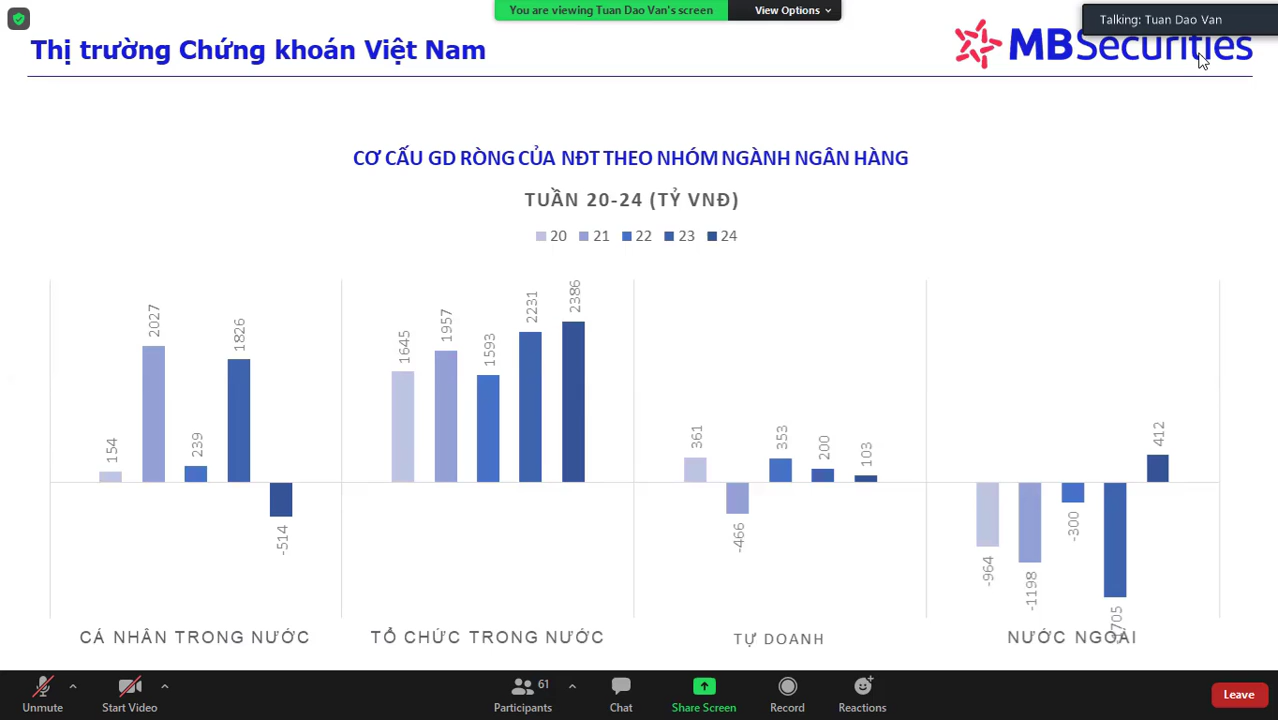 You are viewing Tuan Dao Van's screen
View Options
Talking: Tuan Dao Van
Thị trường Chứng khoán Việt Nam
MBSecurities
CƠ CẤU GD RÒNG CỦA NĐT THEO NHÓM NGÀNH NGÂN HÀNG
TUẦN 20-24 (TỶ VNĐ)
20 21 22 23 24
154 2027 239 1826 -514
1645 1957 1593 2231 2386
361 -466 353 200 103
-964 -1198 -300 412
CÁ NHÂN TRONG NƯỚC
TỔ CHỨC TRONG NƯỚC
TỰ DOANH
NƯỚC NGOÀI
61
Unmute
Start Video
Participants
Chat
Share Screen
Record
Reactions
Leave